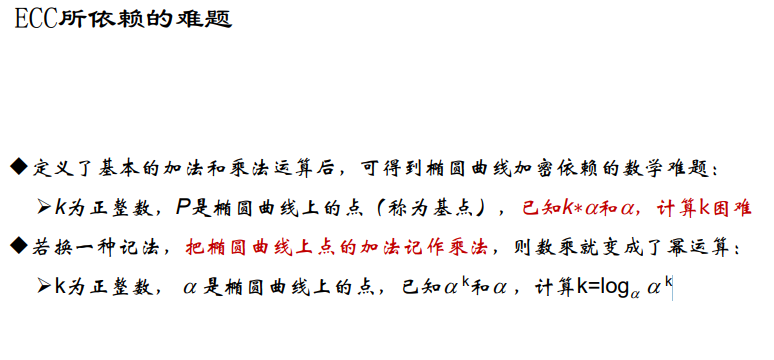 ECC所依赖的难题
◆定义了基本的加法和乘法运算后，可得到椭圆曲线加密依赖的数学难题：
➢k为正整数，P是椭圆曲线上的点（称为基点），已知k*α和α，计算k困难
◆若换一种记法，把椭圆曲线上点的加法记作乘法，则数乘就变成了幂运算：
➢k为正整数， α 是椭圆曲线上的点，已知α^k和α ，计算k=log_α α^k